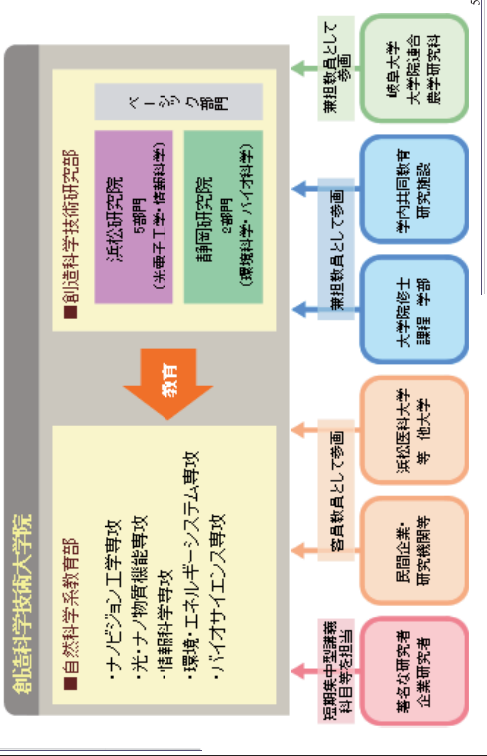 創造科学技術大学院
■自然科学系教育部
・ナノビジョン工学専攻
・光・ナノ物質機能専攻
・情報科学専攻
・環境・エネルギーシステム専攻
・バイオサイエンス専攻
教育
■創造科学技術研究部
ベーシック部門
浜松研究院
5部門
(光電子工学・情報科学)
静岡研究院
2部門
(環境科学・バイオ科学)
短期集中型講義
科目等を担当
客員教員として参画
兼担教員として参画
兼担教員として
参画
著名な研究者
企業研究者
民間企業・
研究機関等
浜松医科大学
等 他大学
大学院修士
課程 学部
学内共同教育
研究施設
岐阜大学
大学院連合
農学研究科